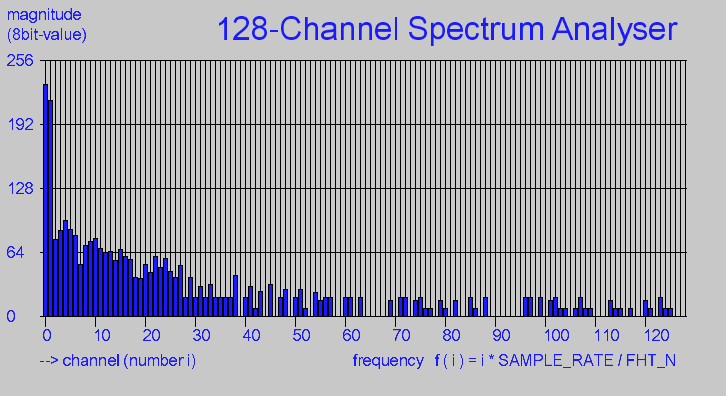 magnitude
(8bit-value)
128-Channel Spectrum Analyser
256
192
128
64
0
0 10 20 30 40 50 60 70 80 90 100 110 120
--> channel (number i)
frequency f ( i ) = i * SAMPLE_RATE / FHT_N